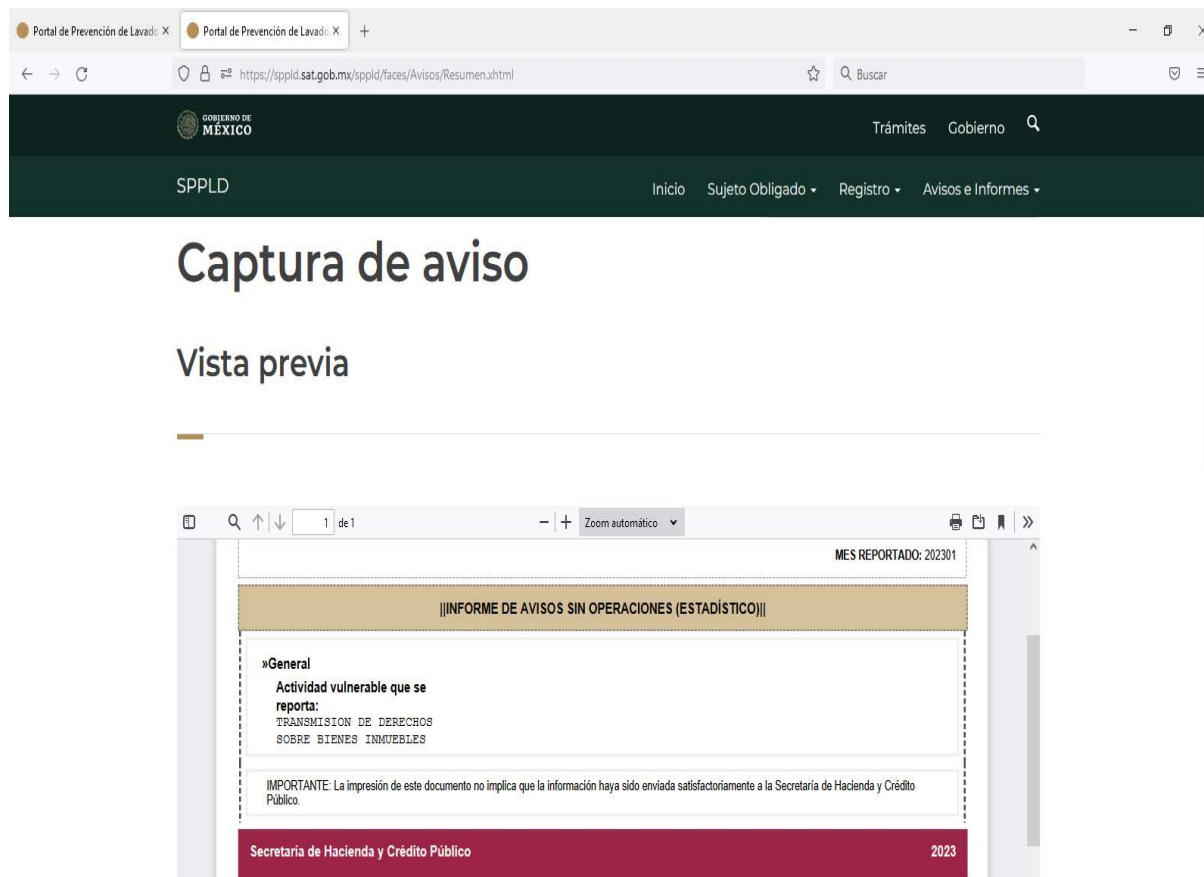 Portal de Prevención de Lavado
Portal de Prevención de Lavado
https://sppld.sat.gob.mx/sppld/faces/Avisos/Resumen.xhtml
Buscar
GOBIERNO DE
MÉXICO
Trámites Gobierno
SPPLD
Inicio Sujeto Obligado Registro Avisos e Informes
Captura de aviso
Vista previa
1 de 1
Zoom automático
MES REPORTADO: 202301
||INFORME DE AVISOS SIN OPERACIONES (ESTADÍSTICO)||
»General
Actividad vulnerable que se
reporta:
TRANSMISION DE DERECHOS
SOBRE BIENES INMUEBLES
IMPORTANTE: La impresión de este documento no implica que la información haya sido enviada satisfactoriamente a la Secretaría de Hacienda y Crédito
Público.
Secretaría de Hacienda y Crédito Público 2023